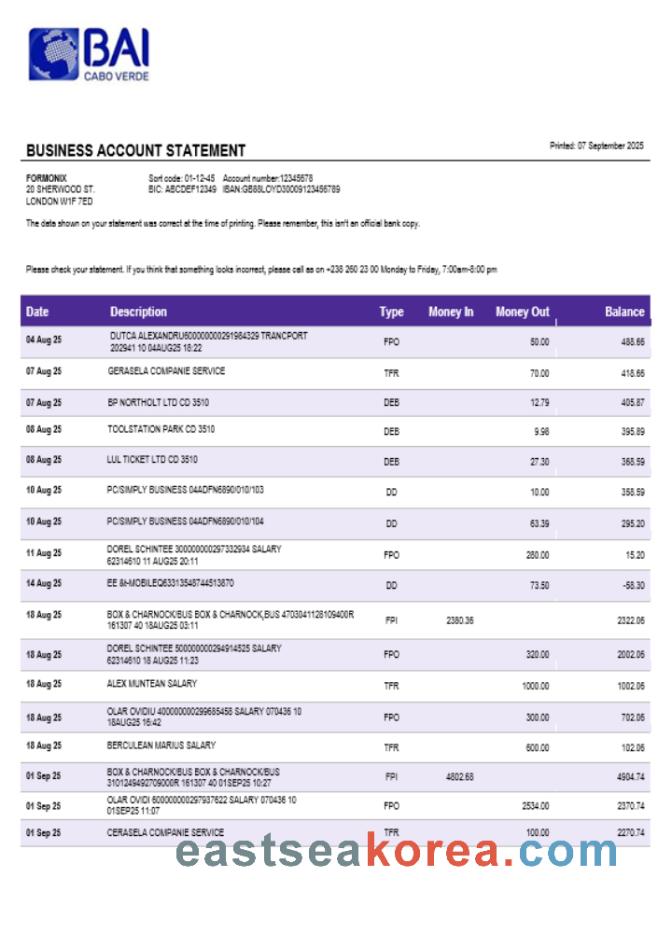 BAI
CABO VERDE
BUSINESS ACCOUNT STATEMENT
Printed: 07 September 2025
FORMONIX
20 SHERWOOD ST.
LONDON W1F 7ED
Sort code: 01-12-45 Account number:12345678
BIC: ABCDEF12349 IBAN:GB88LOYD30009123456789
The data shown on your statement was correct at the time of printing. Please remember, this isn't an official bank copy.
Please check your statement. If you think that something looks incorrect, please call as on +238 260 23 00 Monday to Friday, 7:00am-8:00 pm
Date Description Type Money In Money Out Balance
04 Aug 25 DUTCA ALEXANDRU600000000291984329 TRANCPORT FPO 50.00 488.66
202941 10 04AUG25 18:22
07 Aug 25 GERASELA COMPANIE SERVICE TFR 70.00 418.66
07 Aug 25 BP NORTHOLT LTD CD 3510 DEB 12.79 405.87
08 Aug 25 TOOLSTATION PARK CD 3510 DEB 9.98 395.89
08 Aug 25 LUL TICKET LTD CD 3510 DEB 27.30 368.59
10 Aug 25 PC/SIMPLY BUSINESS 04ADFN6890/010/103 DD 10.00 358.59
10 Aug 25 PC/SIMPLY BUSINESS 04ADFN6890/010/104 DD 63.39 295.20
11 Aug 25 DOREL SCHINTEE 300000000297332934 SALARY FPO 280.00 15.20
62314610 11 AUG25 20:11
14 Aug 25 EE &t-MOBILEQ63313548744513870 DD 73.50 -58.30
18 Aug 25 BOX & CHARNOCK/BUS BOX & CHARNOCK,BUS 4703041128109400R FPI 2380.36 2322.06
161307 40 18AUG25 03:11
18 Aug 25 DOREL SCHINTEE 500000000294914525 SALARY FPO 320.00 2002.06
62314610 18 AUG25 11:23
18 Aug 25 ALEX MUNTEAN SALARY TFR 1000.00 1002.06
18 Aug 25 OLAR OVIDIU 400000000299685458 SALARY 070436 10 FPO 300.00 702.06
18AUG25 16:42
18 Aug 25 BERCULEAN MARIUS SALARY TFR 600.00 102.06
01 Sep 25 BOX & CHARNOCK/BUS BOX & CHARNOCK/BUS FPI 4802.68 4904.74
3101249492709000R 161307 40 01SEP25 10:27
01 Sep 25 OLAR OVIDI 600000000297937622 SALARY 070436 10 FPO 2534.00 2370.74
01SEP25 11:07
01 Sep 25 CERASELA COMPANIE SERVICE TFR 100.00 2270.74
eastseakorea.com